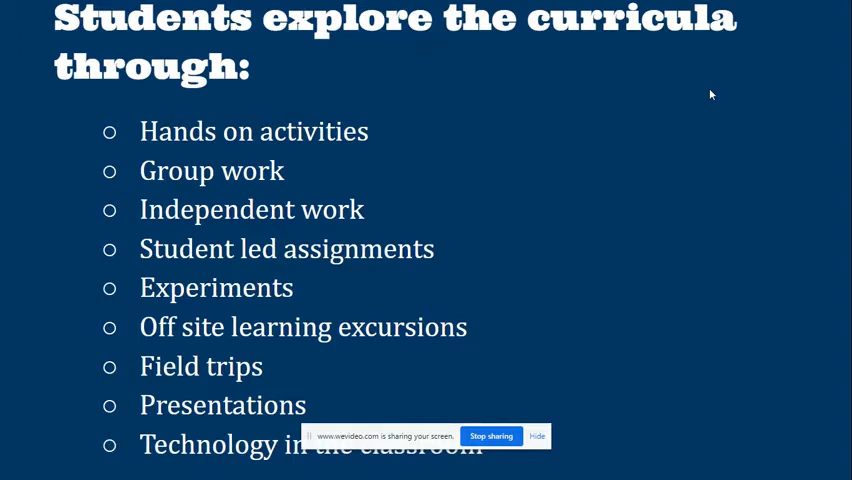 Students explore the curricula
through:
○ Hands on activities
○ Group work
○ Independent work
○ Student led assignments
○ Experiments
○ Off site learning excursions
○ Field trips
○ Presentations
www.wevideo.com is sharing your screen. Stop sharing Hide
○ Technology in the classroom